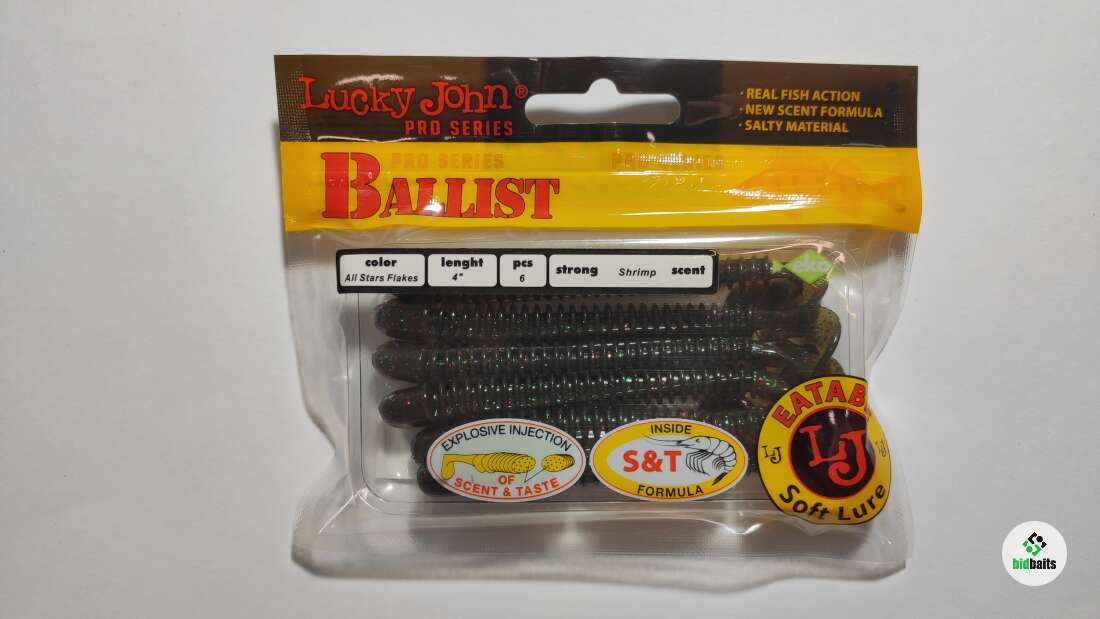 Lucky John®
PRO SERIES
· REAL FISH ACTION
· NEW SCENT FORMULA
· SALTY MATERIAL
PRO SERIES
BALLIST
color
All Stars Flakes
lenght
4"
pcs
6
strong Shrimp scent
EXPLOSIVE INJECTION
OF
SCENT & TASTE
INSIDE
S&T
FORMULA
LJ
LJ
Soft Lure
bidbaits